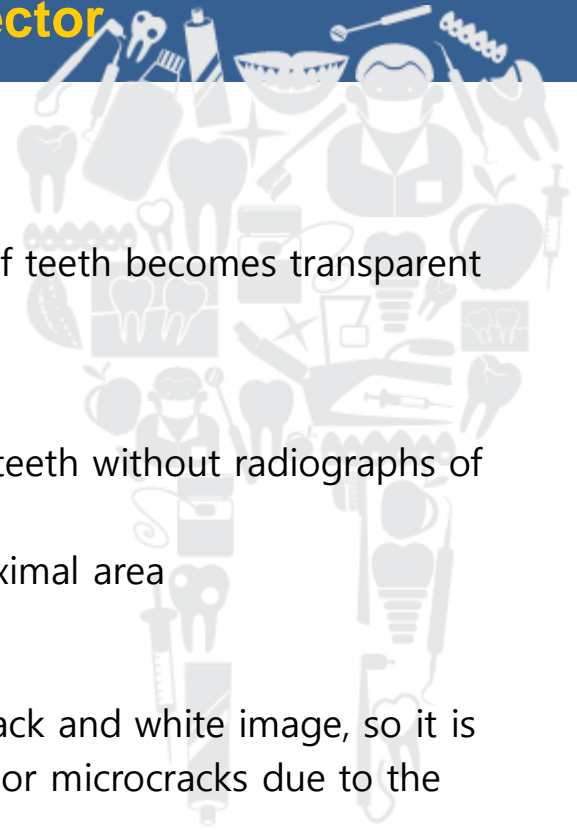 ector
f teeth becomes transparent
teeth without radiographs of
ximal area
ack and white image, so it is
or microcracks due to the